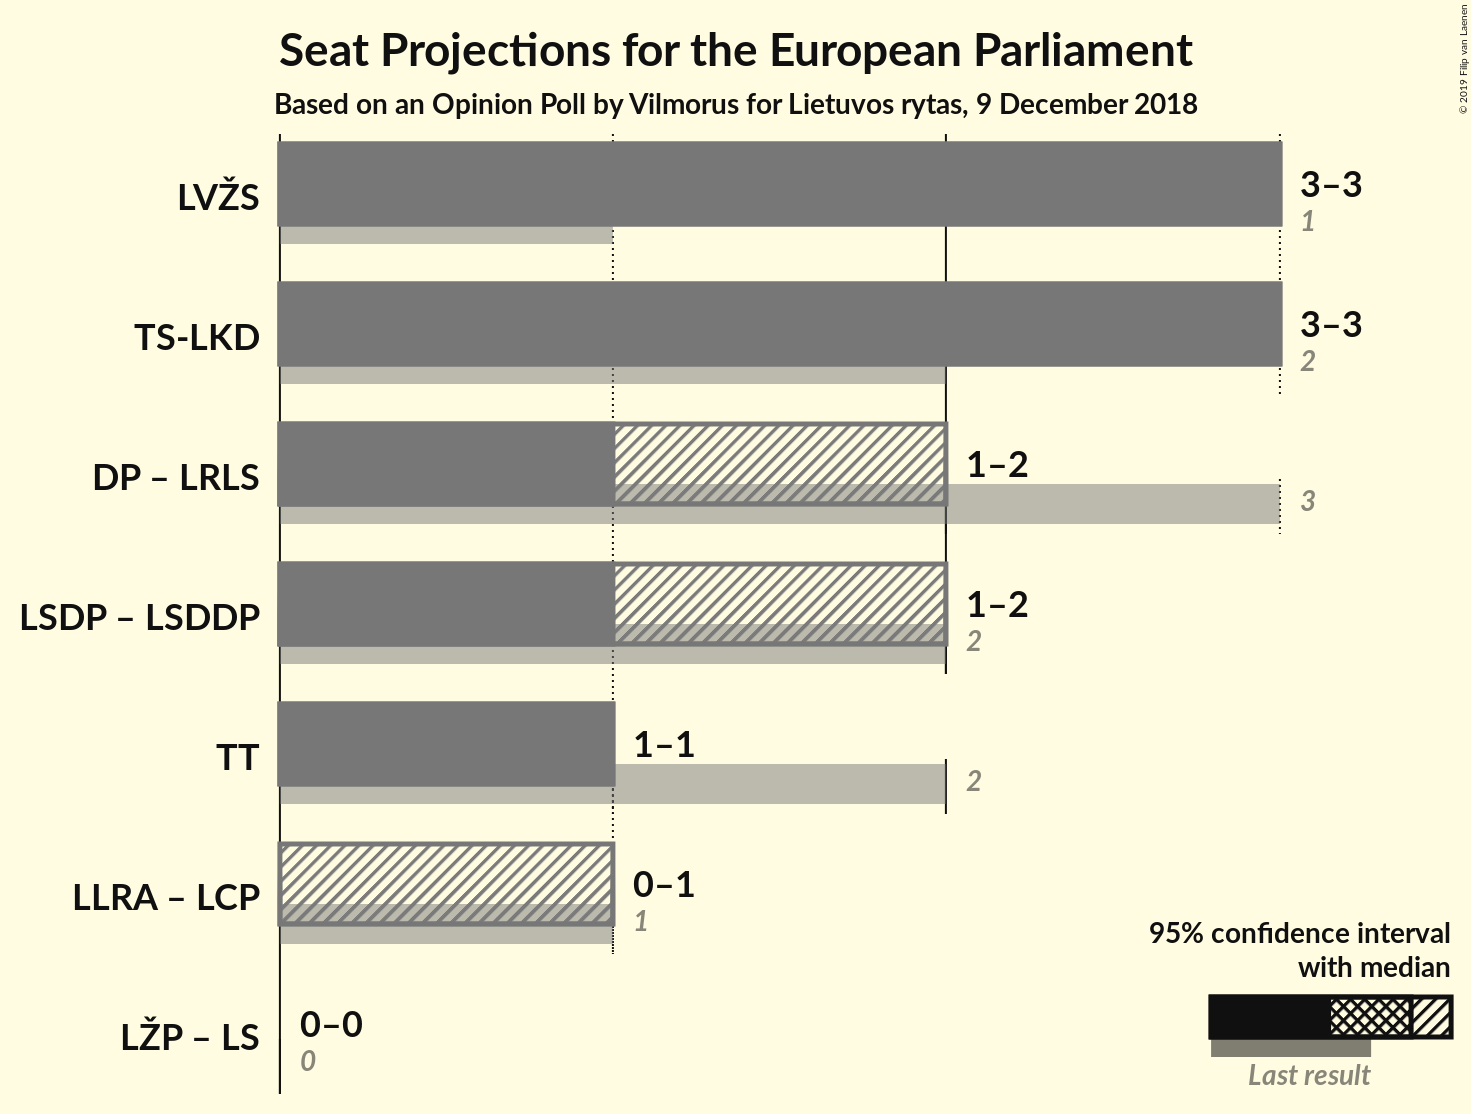 Seat Projections for the European Parliament
Based on an Opinion Poll by Vilmorus for Lietuvos rytas, 9 December 2018
© 2019 Filip van Laenen
LVŽS
3–3
1
TS-LKD
3–3
2
DP – LRLS
1–2
3
LSDP – LSDDP
1–2
2
TT
1–1
2
LLRA – LCP
0–1
1
LŽP – LS
0–0
0
95% confidence interval
with median
Last result